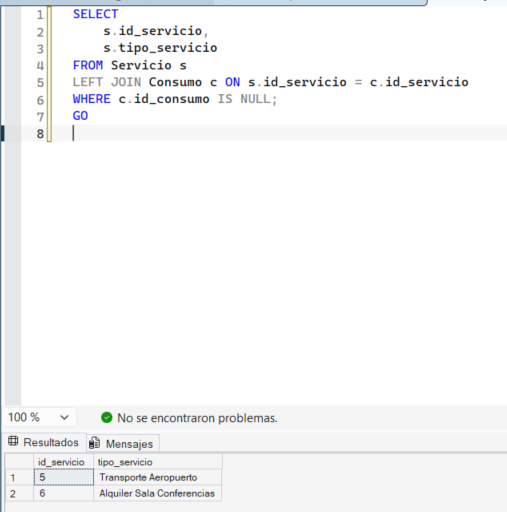 1 SELECT
2 s.id_servicio,
3 s.tipo_servicio
4 FROM Servicio s
5 LEFT JOIN Consumo c ON s.id_servicio = c.id_servicio
6 WHERE c.id_consumo IS NULL;
7 GO
8
100 % No se encontraron problemas.
Resultados Mensajes
id_servicio tipo_servicio
1 5 Transporte Aeropuerto
2 6 Alquiler Sala Conferencias